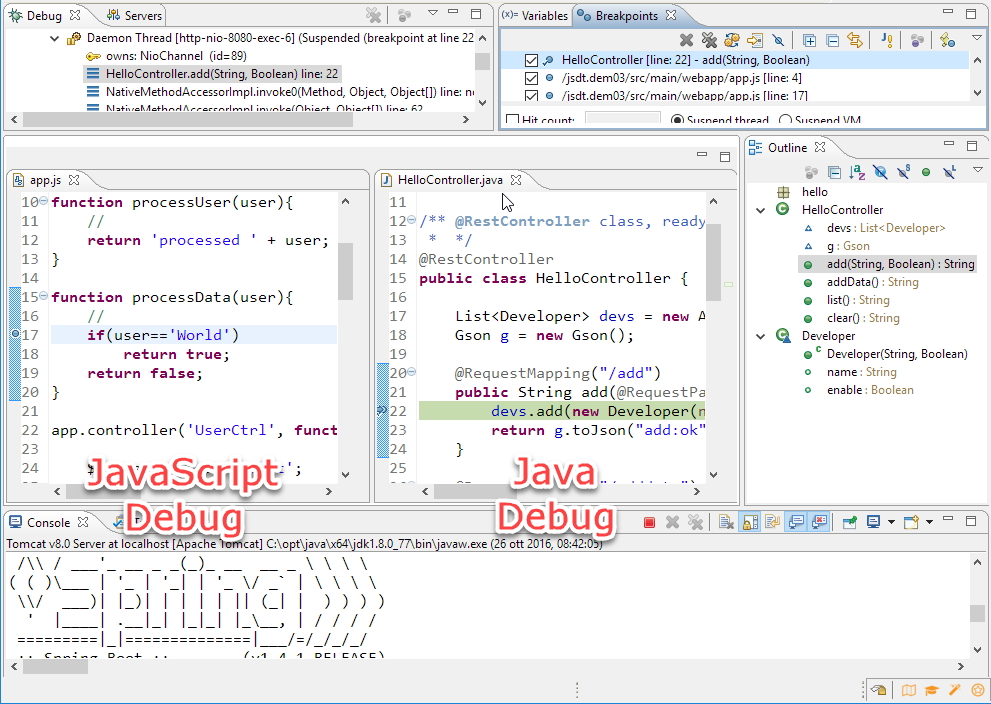 Debug Servers
Daemon Thread [http-nio-8080-exec-6] (Suspended (breakpoint at line 22
owns: NioChannel (id=89)
HelloController.add(String, Boolean) line: 22
NativeMethodAccessorImpl.invoke0(Method, Object, Object[]) line: n
NativeMethodAccessorImpl.invoke(Object, Object[]) line: 62
(x)= Variables Breakpoints
HelloController [line: 22] - add(String, Boolean)
/jsdt.dem03/src/main/webapp/app.js [line: 4]
/jsdt.dem03/src/main/webapp/app.js [line: 17]
Hit count: Suspend thread Suspend VM
app.js
10 function processUser(user){
11 //
12 return 'processed ' + user;
13 }
14
15 function processData(user){
16 //
17 if(user=='World')
18 return true;
19 return false;
20 }
21
22 app.controller('UserCtrl', funct
23
24
JavaScript
Debug
HelloController.java
11
12 /** @RestController class, ready
13 * */
14 @RestController
15 public class HelloController {
16
17 List<Developer> devs = new A
18 Gson g = new Gson();
19
20 @RequestMapping("/add")
21 public String add(@RequestPa
22 devs.add(new Developer(n
23 return g.toJson("add:ok"
24 }
25
Java
Debug
Outline
hello
HelloController
devs : List<Developer>
g : Gson
add(String, Boolean) : String
addData() : String
list() : String
clear() : String
Developer
Developer(String, Boolean)
name : String
enable : Boolean
Console
Tomcat v8.0 Server at localhost [Apache Tomcat] C:\opt\java\x64\jdk1.8.0_77\bin\javaw.exe (26 ott 2016, 08:42:05)
Spring
:: Spring Boot :: (v1.4.1.RELEASE)